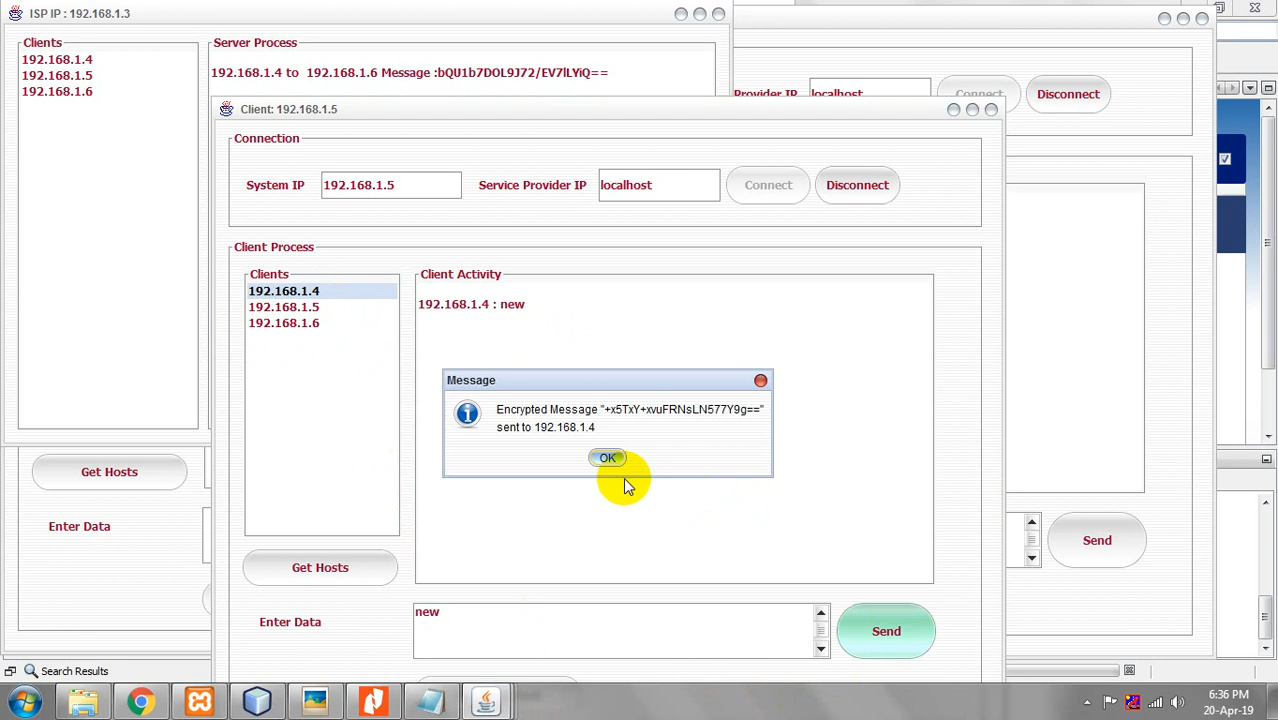 ISP IP : 192.168.1.3
Clients
192.168.1.4
192.168.1.5
192.168.1.6
Server Process
192.168.1.4 to 192.168.1.6 Message :bQU1b7DOL9J72/EV7lLYiQ==
Provider IP
localhost
Connect
Disconnect
Client: 192.168.1.5
Connection
System IP
192.168.1.5
Service Provider IP
localhost
Connect
Disconnect
Client Process
Clients
192.168.1.4
192.168.1.5
192.168.1.6
Client Activity
192.168.1.4 : new
Message
Encrypted Message "+x5TxY+xvuFRNsLN577Y9g=="
sent to 192.168.1.4
OK
Get Hosts
Enter Data
Send
Get Hosts
Enter Data
new
Send
Search Results
6:36 PM
20-Apr-19